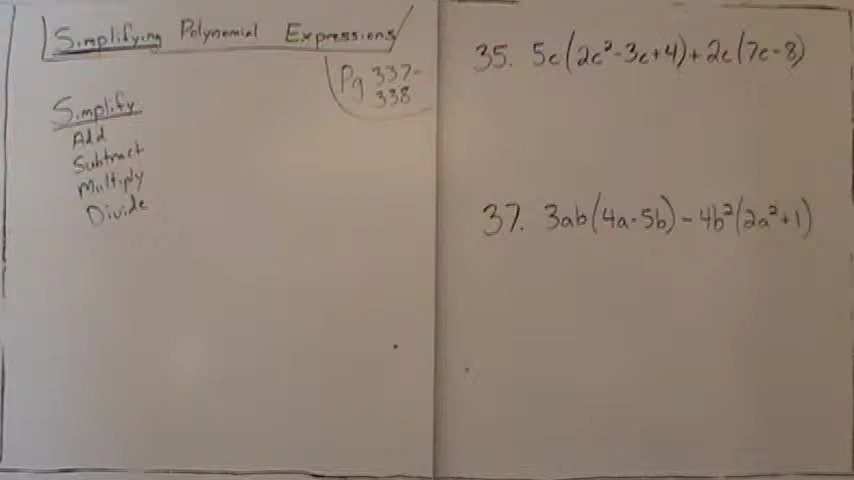 Simplifying Polynomial Expressions
Pg 337-
338
Simplify
Add
Subtract
Multiply
Divide
35. 5c(2c²-3c+4)+2c(7c-8)
37. 3ab(4a-5b)-4b²(2a²+1)